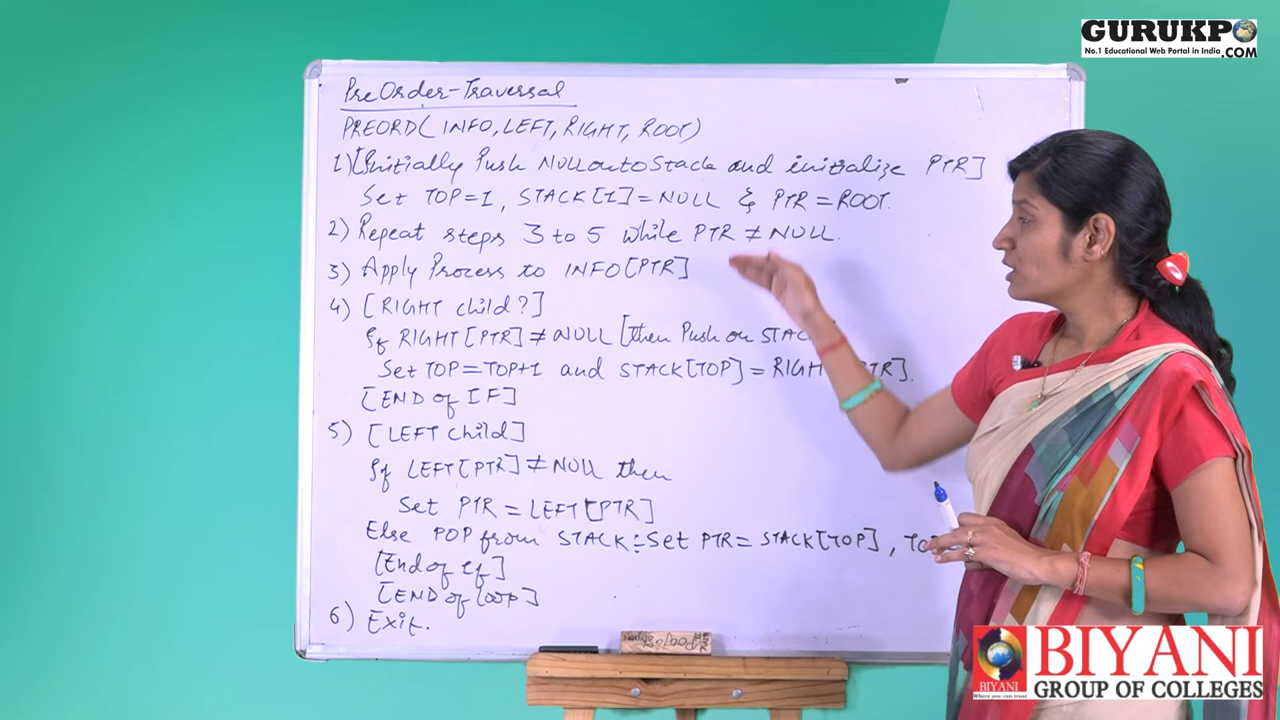 GURUKPO
No.1 Educational Web Portal in India .COM
PreOrder-Traversal
PREORD( INFO, LEFT, RIGHT, ROOT)
1) [Initially Push NULL onto Stack and initialize PTR]
Set TOP=1, STACK[1]=NULL & PTR=ROOT.
2) Repeat steps 3 to 5 while PTR ≠ NULL.
3) Apply Process to INFO[PTR]
4) [RIGHT child?]
If RIGHT[PTR] ≠ NULL [then Push on STAC
Set TOP=TOP+1 and STACK[TOP] = RIGH PTR].
[END of IF]
5) [LEFT child]
If LEFT[PTR] ≠ NULL then
Set PTR = LEFT[PTR]
Else POP from STACK: Set PTR= STACK[TOP] , TO
[End of if]
[END of loop]
6) Exit.
BIYANI
BIYANI
GROUP OF COLLEGES